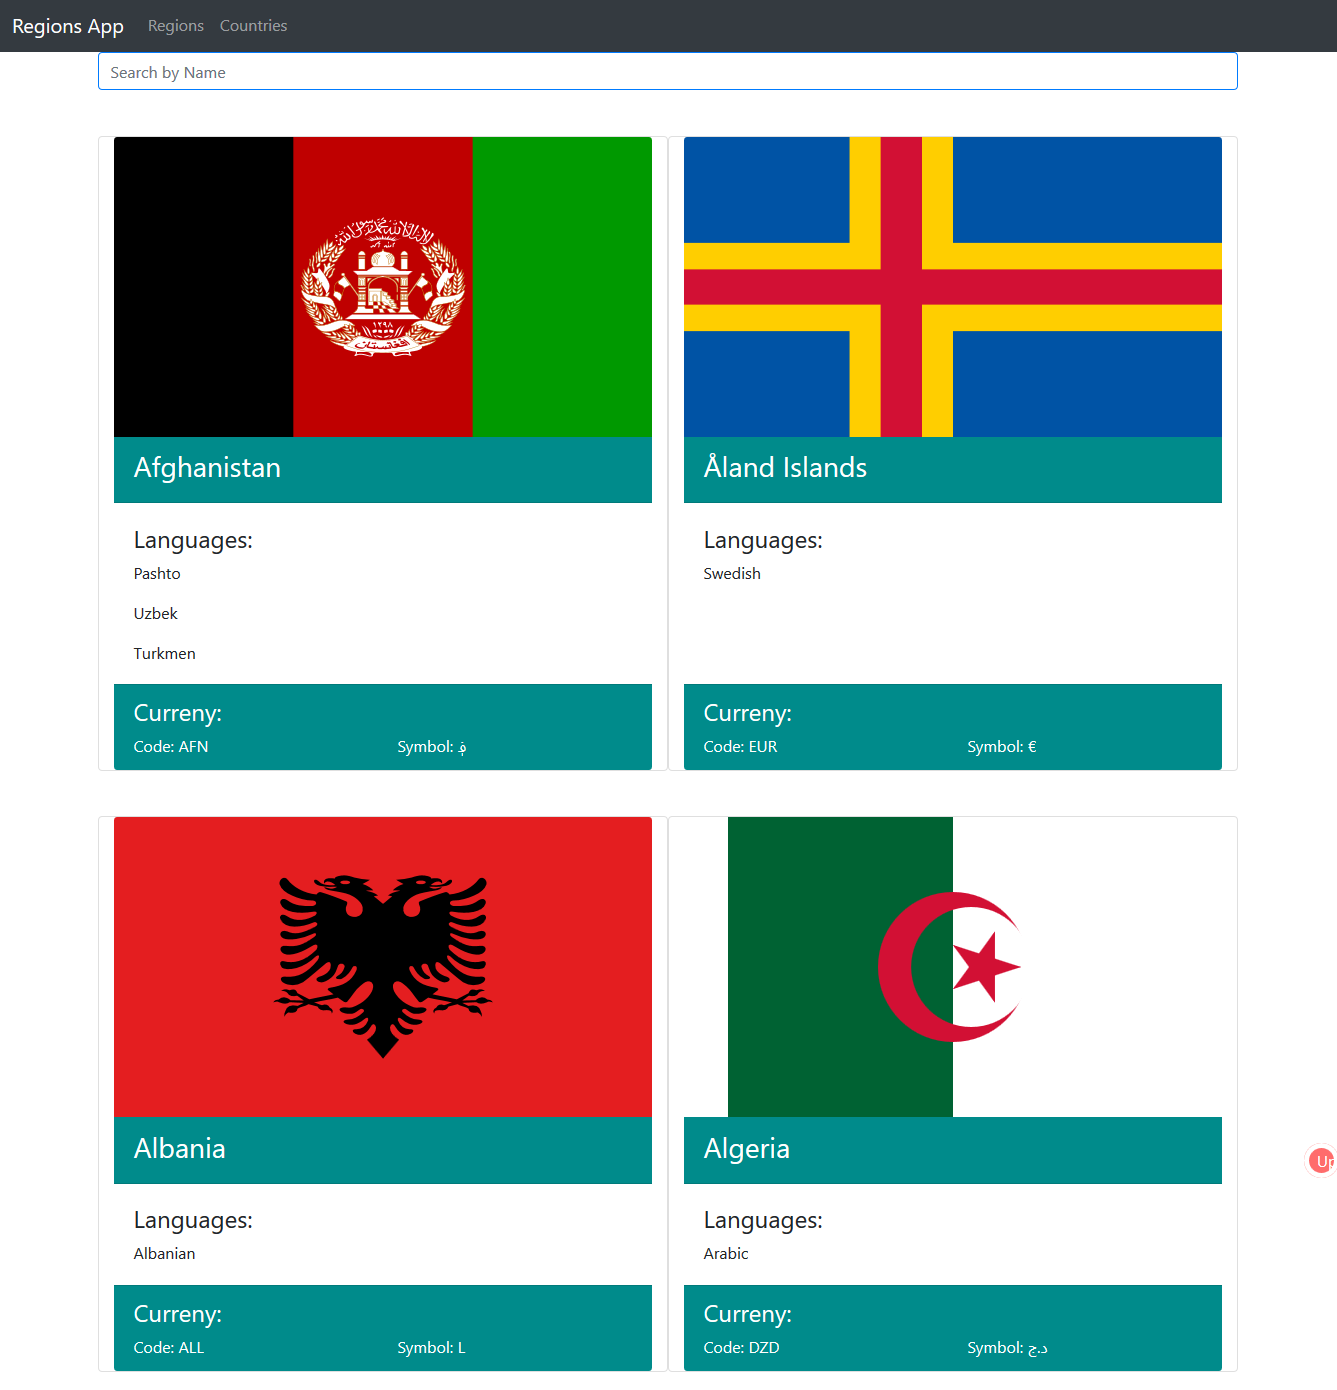 Regions App Regions Countries
Search by Name
Afghanistan
Languages:
Pashto
Uzbek
Turkmen
Curreny:
Code: AFN Symbol: ؋
Åland Islands
Languages:
Swedish
Curreny:
Code: EUR Symbol: €
Albania
Languages:
Albanian
Curreny:
Code: ALL Symbol: L
Algeria
Languages:
Arabic
Curreny:
Code: DZD Symbol: د.ج
Up